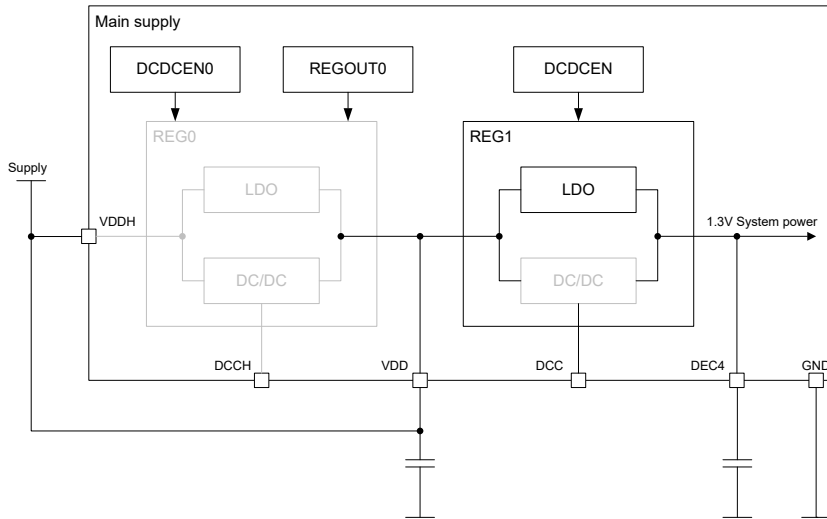 Main supply
DCDCEN0
REGOUT0
DCDCEN
REG0
REG1
Supply
LDO
LDO
VDDH
1.3V System power
DC/DC
DC/DC
DCCH
VDD
DCC
DEC4
GND